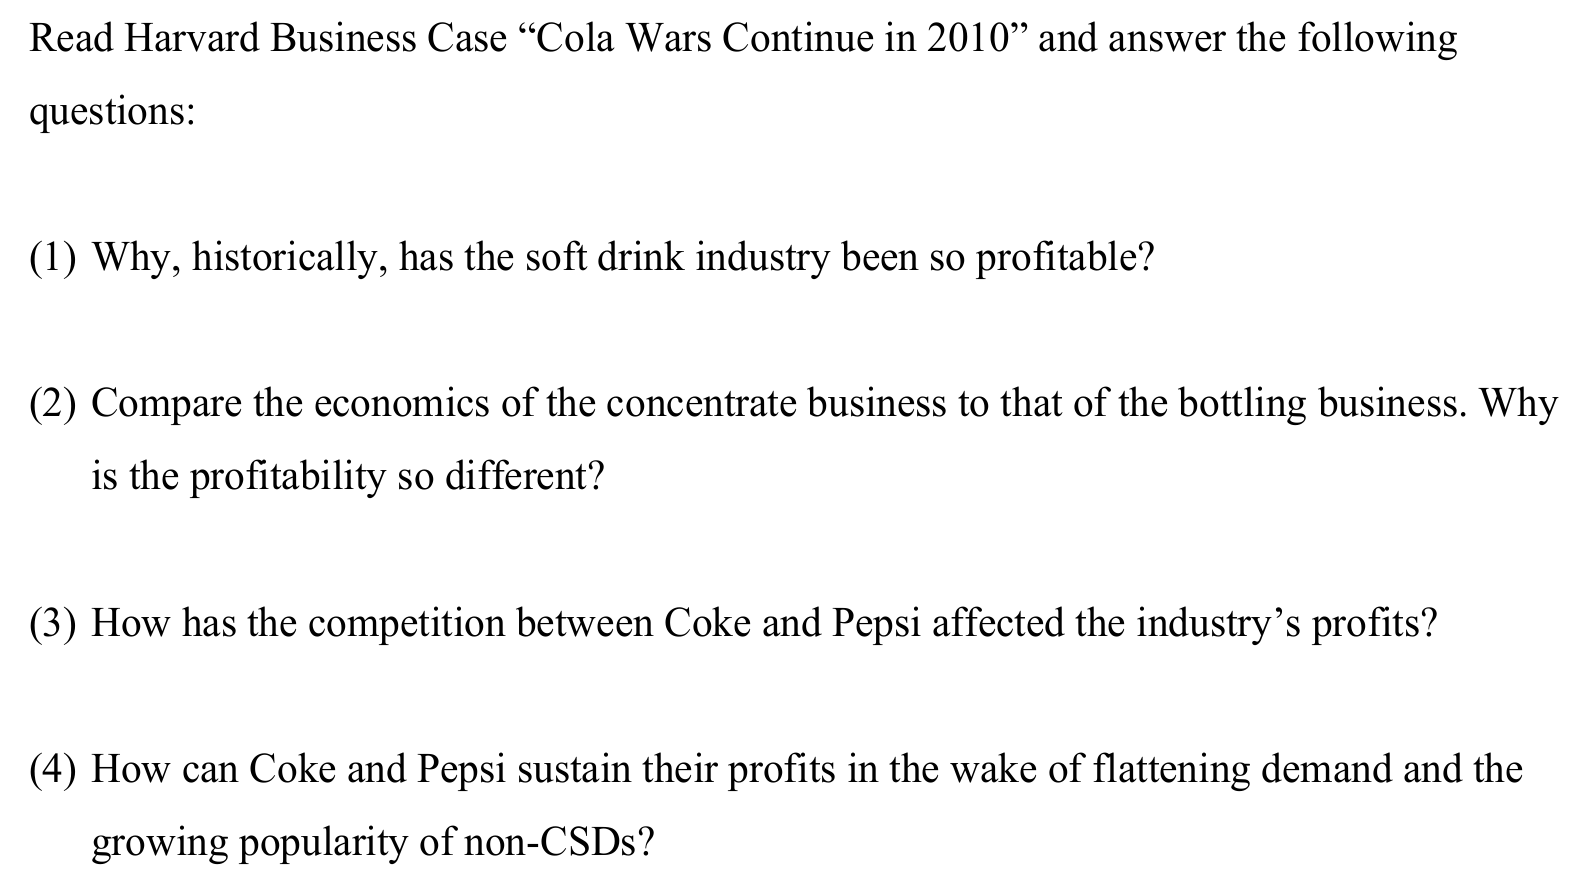 Read Harvard Business Case “Cola Wars Continue in 2010” and answer the following
questions:
(1) Why, historically, has the soft drink industry been so profitable?
(2) Compare the economics of the concentrate business to that of the bottling business. Why
is the profitability so different?
(3) How has the competition between Coke and Pepsi affected the industry’s profits?
(4) How can Coke and Pepsi sustain their profits in the wake of flattening demand and the
growing popularity of non-CSDs?